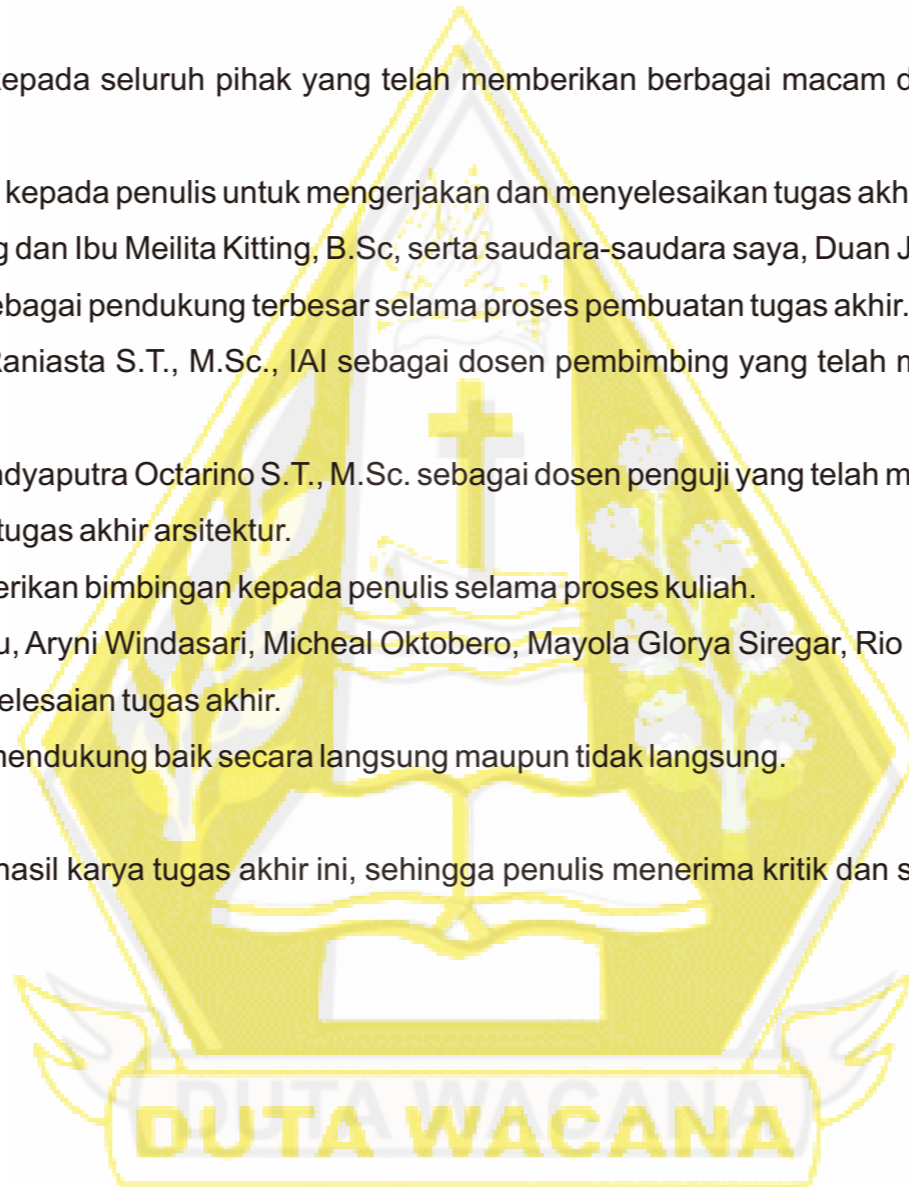 kepada seluruh pihak yang telah memberikan berbagai macam d
kepada penulis untuk mengerjakan dan menyelesaikan tugas akh
g dan Ibu Meilita Kitting, B.Sc, serta saudara-saudara saya, Duan J
ebagai pendukung terbesar selama proses pembuatan tugas akhir.
Raniasta S.T., M.Sc., IAI sebagai dosen pembimbing yang telah m
ndyaputra Octarino S.T., M.Sc. sebagai dosen penguji yang telah m
tugas akhir arsitektur.
erikan bimbingan kepada penulis selama proses kuliah.
u, Aryni Windasari, Micheal Oktobero, Mayola Glorya Siregar, Rio
elesaian tugas akhir.
mendukung baik secara langsung maupun tidak langsung.
hasil karya tugas akhir ini, sehingga penulis menerima kritik dan s
DUTA WACANA
DUTA WACANA